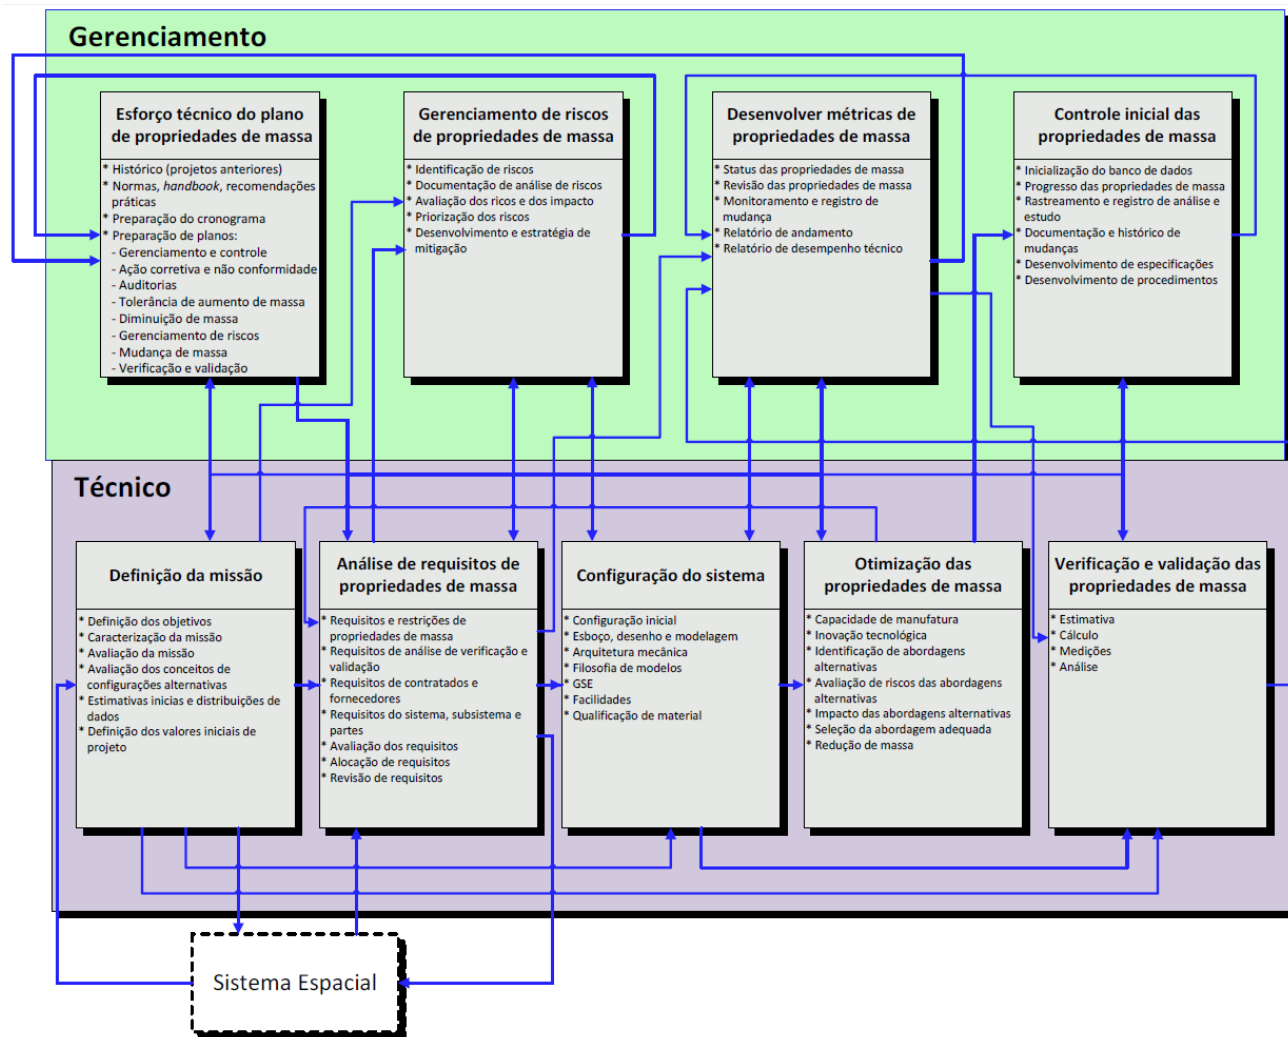 Gerenciamento
Esforço técnico do plano
de propriedades de massa
* Histórico (projetos anteriores)
* Normas, handbook, recomendações
práticas
* Preparação do cronograma
* Preparação de planos:
- Gerenciamento e controle
- Ação corretiva e não conformidade
- Auditorias
- Tolerância de aumento de massa
- Diminuição de massa
- Gerenciamento de riscos
- Mudança de massa
- Verificação e validação
Gerenciamento de riscos
de propriedades de massa
* Identificação de riscos
* Documentação de análise de riscos
* Avaliação dos ricos e dos impacto
* Priorização dos riscos
* Desenvolvimento e estratégia de
mitigação
Desenvolver métricas de
propriedades de massa
* Status das propriedades de massa
* Revisão das propriedades de massa
* Monitoramento e registro de
mudança
* Relatório de andamento
* Relatório de desempenho técnico
Controle inicial das
propriedades de massa
* Inicialização do banco de dados
* Progresso das propriedades de massa
* Rastreamento e registro de análise e
estudo
* Documentação e histórico de
mudanças
* Desenvolvimento de especificações
* Desenvolvimento de procedimentos
Técnico
Definição da missão
* Definição dos objetivos
* Caracterização da missão
* Avaliação da missão
* Avaliação dos conceitos de
configurações alternativas
* Estimativas inicias e distribuições de
dados
* Definição dos valores iniciais de
projeto
Análise de requisitos de
propriedades de massa
* Requisitos e restrições de
propriedades de massa
* Requisitos de análise de verificação e
validação
* Requisitos de contratados e
fornecedores
* Requisitos do sistema, subsistema e
partes
* Avaliação dos requisitos
* Alocação de requisitos
* Revisão de requisitos
Configuração do sistema
* Configuração inicial
* Esboço, desenho e modelagem
* Arquitetura mecânica
* Filosofia de modelos
* GSE
* Facilidades
* Qualificação de material
Otimização das
propriedades de massa
* Capacidade de manufatura
* Inovação tecnológica
* Identificação de abordagens
alternativas
* Avaliação de riscos das abordagens
alternativas
* Impacto das abordagens alternativas
* Seleção da abordagem adequada
* Redução de massa
Verificação e validação das
propriedades de massa
* Estimativa
* Cálculo
* Medições
* Análise
Sistema Espacial